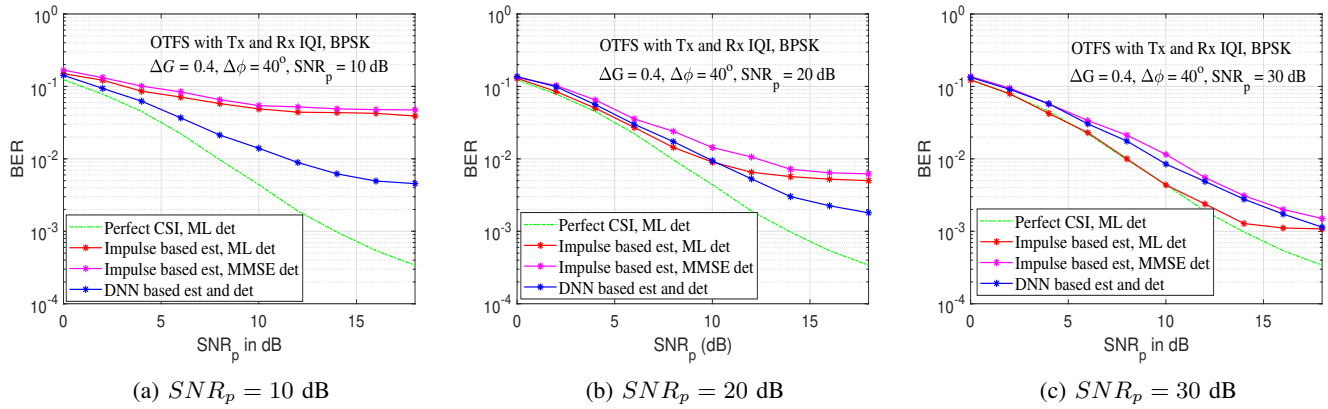 10^0
10^-1
10^-2
10^-3
10^-4
BER
OTFS with Tx and Rx IQI, BPSK
ΔG = 0.4, Δϕ = 40^o, SNR_p = 10 dB
Perfect CSI, ML det
Impulse based est, ML det
Impulse based est, MMSE det
DNN based est and det
0 5 10 15
SNR_p in dB
(a) SNR_p = 10 dB
10^0
10^-1
10^-2
10^-3
10^-4
BER
OTFS with Tx and Rx IQI, BPSK
ΔG = 0.4, Δϕ = 40^o, SNR_p = 20 dB
Perfect CSI, ML det
Impulse based est, ML det
Impulse based est, MMSE det
DNN based est and det
0 5 10 15
SNR_p (dB)
(b) SNR_p = 20 dB
10^0
10^-1
10^-2
10^-3
10^-4
BER
OTFS with Tx and Rx IQI, BPSK
ΔG = 0.4, Δϕ = 40^o, SNR_p = 30 dB
Perfect CSI, ML det
Impulse based est, ML det
Impulse based est, MMSE det
DNN based est and det
0 5 10 15
SNR_p in dB
(c) SNR_p = 30 dB